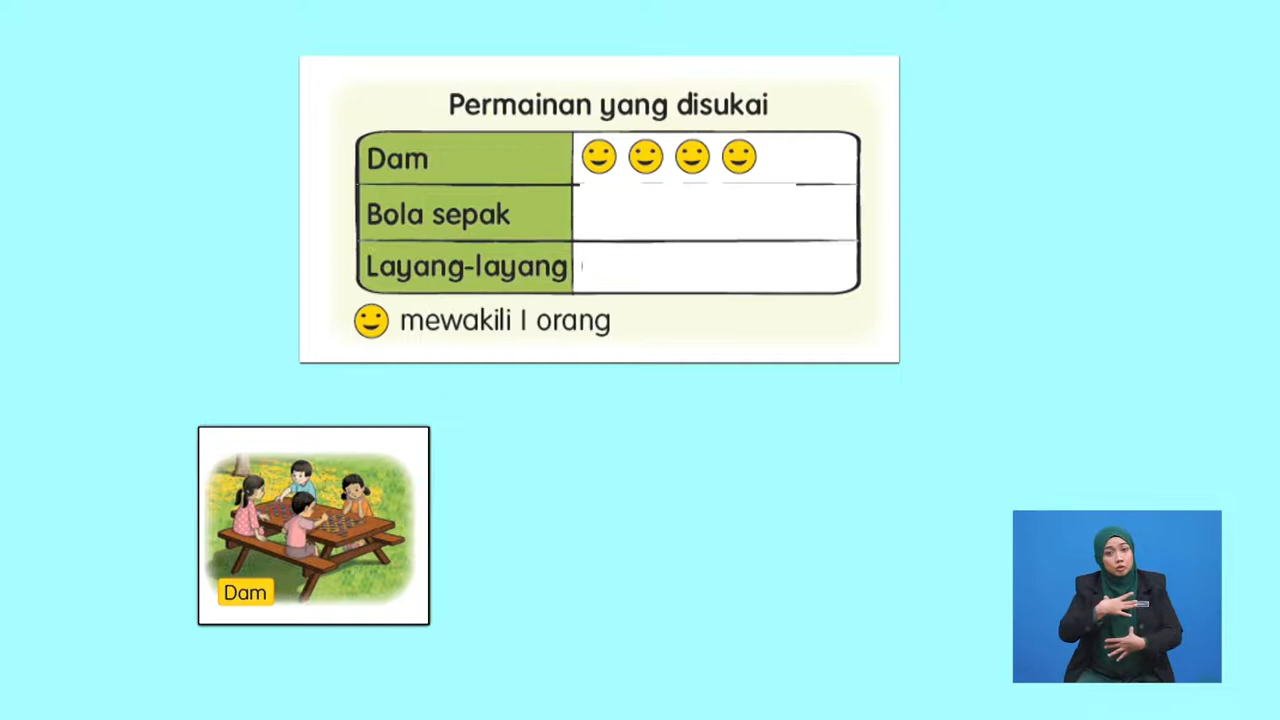 Permainan yang disukai
Dam
Bola sepak
Layang-layang
mewakili 1 orang
Dam